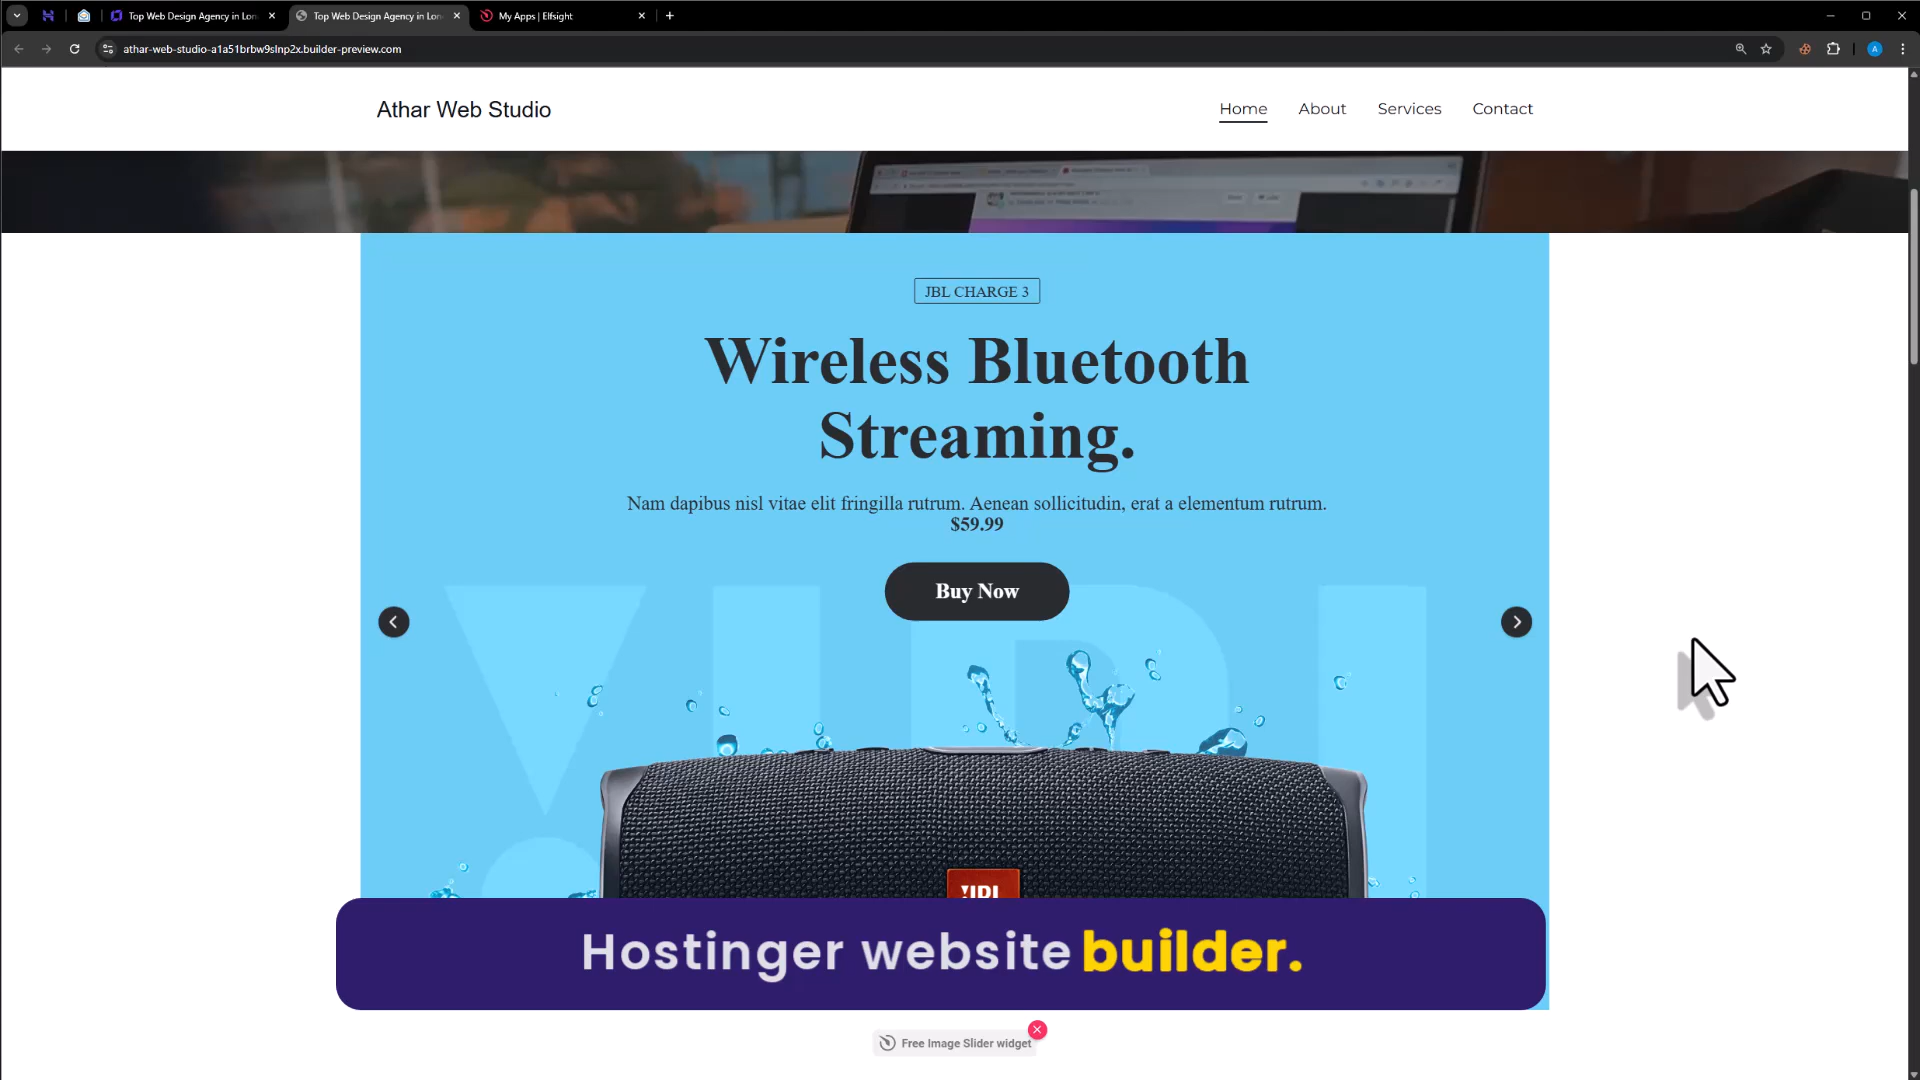 Top Web Design Agency in Lon
Top Web Design Agency in Lon
My Apps | Elfsight
athar-web-studio-a1a51brbw9slnp2x.builder-preview.com
A
Athar Web Studio
Home
About
Services
Contact
JBL CHARGE 3
Wireless Bluetooth
Streaming.
Nam dapibus nisl vitae elit fringilla rutrum. Aenean sollicitudin, erat a elementum rutrum.
$59.99
Buy Now
JBL
Hostinger website builder.
Free Image Slider widget